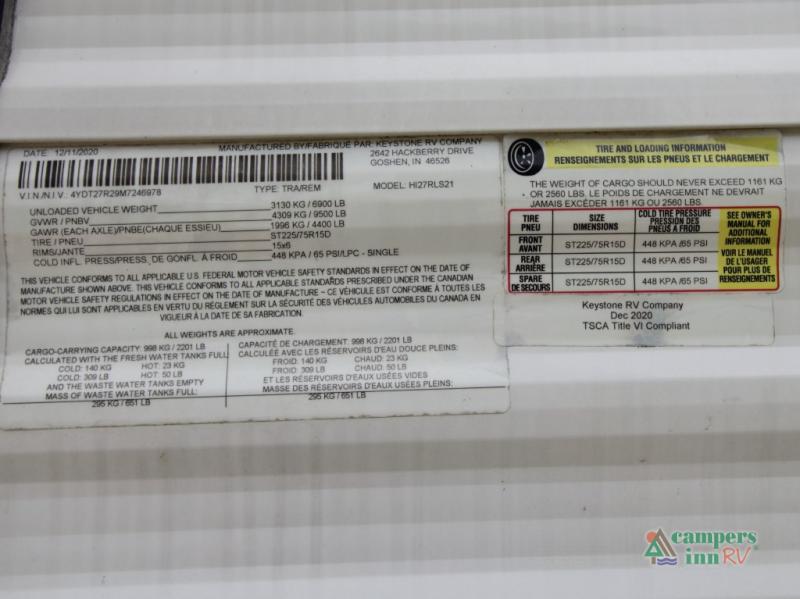 DATE: 12/11/2020
MANUFACTURED BY/FABRIQUÉ PAR: KEYSTONE RV COMPANY
2642 HACKBERRY DRIVE
GOSHEN, IN 46526
V.I.N./N.I.V.: 4YDT27R29M7246978
TYPE: TRA/REM
MODEL: HI27RLS21
UNLOADED VEHICLE WEIGHT 3130 KG / 6900 LB
GVWR / PNBV 4309 KG / 9500 LB
GAWR (EACH AXLE)/PNBE(CHAQUE ESSIEU) 1996 KG / 4400 LB
TIRE / PNEU ST225/75R15D
RIMS/JANTE 15x6
COLD INFL. PRESS/PRESS. DE GONFL. À FROID 448 KPA / 65 PSI/LPC - SINGLE
THIS VEHICLE CONFORMS TO ALL APPLICABLE U.S. FEDERAL MOTOR VEHICLE SAFETY STANDARDS IN EFFECT ON THE DATE OF
MANUFACTURE SHOWN ABOVE. THIS VEHICLE CONFORMS TO ALL APPLICABLE STANDARDS PRESCRIBED UNDER THE CANADIAN
MOTOR VEHICLE SAFETY REGULATIONS IN EFFECT ON THE DATE OF MANUFACTURE / CE VÉHICULE EST CONFORME À TOUTES LES
NORMES QUI LUI SONT APPLICABLES EN VERTU DU RÈGLEMENT SUR LA SÉCURITÉ DES VÉHICULES AUTOMOBILES DU CANADA EN
VIGUEUR À LA DATE DE SA FABRICATION.
ALL WEIGHTS ARE APPROXIMATE.
CARGO-CARRYING CAPACITY: 998 KG / 2201 LB
CALCULATED WITH THE FRESH WATER TANKS FULL
COLD: 140 KG HOT: 23 KG
COLD: 309 LB HOT: 50 LB
AND THE WASTE WATER TANKS EMPTY
MASS OF WASTE WATER TANKS FULL:
295 KG / 651 LB
CAPACITÉ DE CHARGEMENT: 998 KG / 2201 LB
CALCULÉE AVEC LES RÉSERVOIRS D'EAU DOUCE PLEINS:
FROID: 140 KG CHAUD: 23 KG
FROID: 309 LB CHAUD: 50 LB
ET LES RÉSERVOIRS D'EAUX USÉES VIDES
MASSE DES RÉSERVOIRS D'EAUX USÉES PLEINS:
295 KG / 651 LB
TIRE AND LOADING INFORMATION
RENSEIGNEMENTS SUR LES PNEUS ET LE CHARGEMENT
THE WEIGHT OF CARGO SHOULD NEVER EXCEED 1161 KG
OR 2560 LBS. LE POIDS DE CHARGEMENT NE DEVRAIT
JAMAIS EXCÉDER 1161 KG OU 2560 LBS.
TIRE PNEU SIZE DIMENSIONS COLD TIRE PRESSURE PRESSION DES PNEUS À FROID
FRONT AVANT ST225/75R15D 448 KPA /65 PSI
REAR ARRIÈRE ST225/75R15D 448 KPA /65 PSI
SPARE DE SECOURS ST225/75R15D 448 KPA /65 PSI
SEE OWNER'S
MANUAL FOR
ADDITIONAL
INFORMATION
VOIR LE MANUEL
DE L'USAGER
POUR PLUS DE
RENSEIGNEMENTS
Keystone RV Company
Dec 2020
TSCA Title VI Compliant
campers
inn RV